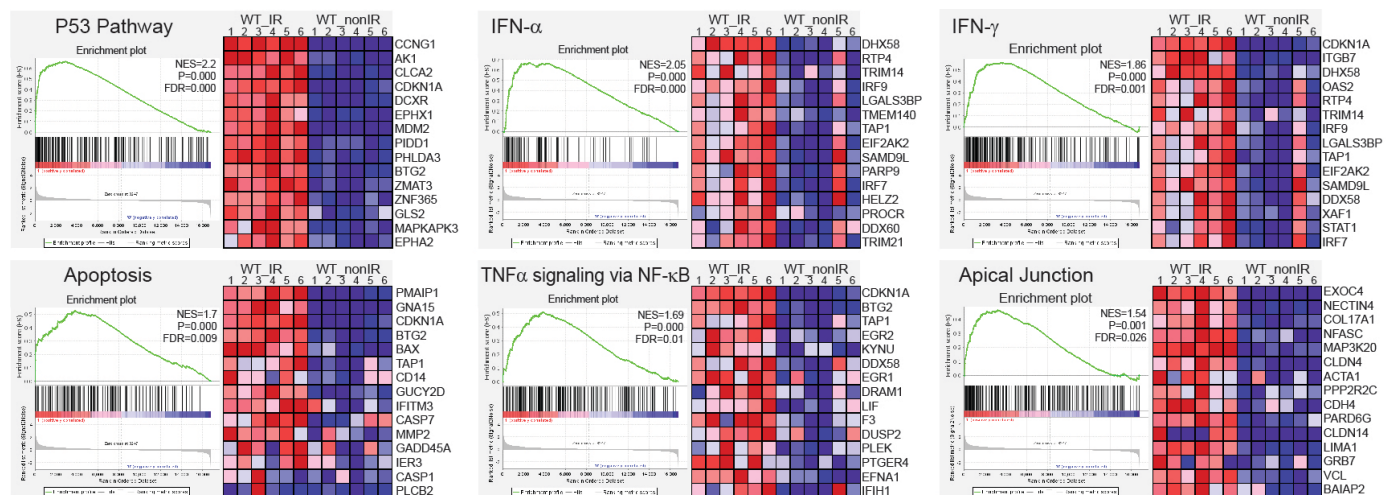 P53 Pathway
WT_IR WT_nonIR
1 2 3 4 5 6 1 2 3 4 5 6
Enrichment plot
NES=2.2
P=0.000
FDR=0.000
CCNG1
AK1
CLCA2
CDKN1A
DCXR
EPHX1
MDM2
PIDD1
PHLDA3
BTG2
ZMAT3
ZNF365
GLS2
MAPKAPK3
EPHA2
IFN-α
WT_IR WT_nonIR
1 2 3 4 5 6 1 2 3 4 5 6
Enrichment plot
NES=2.05
P=0.000
FDR=0.000
DHX58
RTP4
TRIM14
IRF9
LGALS3BP
TMEM140
TAP1
EIF2AK2
SAMD9L
PARP9
IRF7
HELZ2
PROCR
DDX60
TRIM21
IFN-γ
WT_IR WT_nonIR
1 2 3 4 5 6 1 2 3 4 5 6
Enrichment plot
NES=1.86
P=0.000
FDR=0.001
CDKN1A
ITGB7
DHX58
OAS2
RTP4
TRIM14
IRF9
LGALS3BP
TAP1
EIF2AK2
SAMD9L
DDX58
XAF1
STAT1
IRF7
Apoptosis
WT_IR WT_nonIR
1 2 3 4 5 6 1 2 3 4 5 6
Enrichment plot
NES=1.7
P=0.000
FDR=0.009
PMAIP1
GNA15
CDKN1A
BTG2
BAX
TAP1
CD14
GUCY2D
IFITM3
CASP7
MMP2
GADD45A
IER3
CASP1
PLCB2
TNFα signaling via NF-κB
WT_IR WT_nonIR
1 2 3 4 5 6 1 2 3 4 5 6
Enrichment plot
NES=1.69
P=0.000
FDR=0.01
CDKN1A
BTG2
TAP1
EGR2
KYNU
DDX58
EGR1
DRAM1
LIF
F3
DUSP2
PLEK
PTGER4
EFNA1
IFIH1
Apical Junction
WT_IR WT_nonIR
1 2 3 4 5 6 1 2 3 4 5 6
Enrichment plot
NES=1.54
P=0.001
FDR=0.026
EXOC4
NECTIN4
COL17A1
NFASC
MAP3K20
CLDN4
ACTA1
PPP2R2C
CDH4
PARD6G
CLDN14
LIMA1
GRB7
VCL
BAIAP2